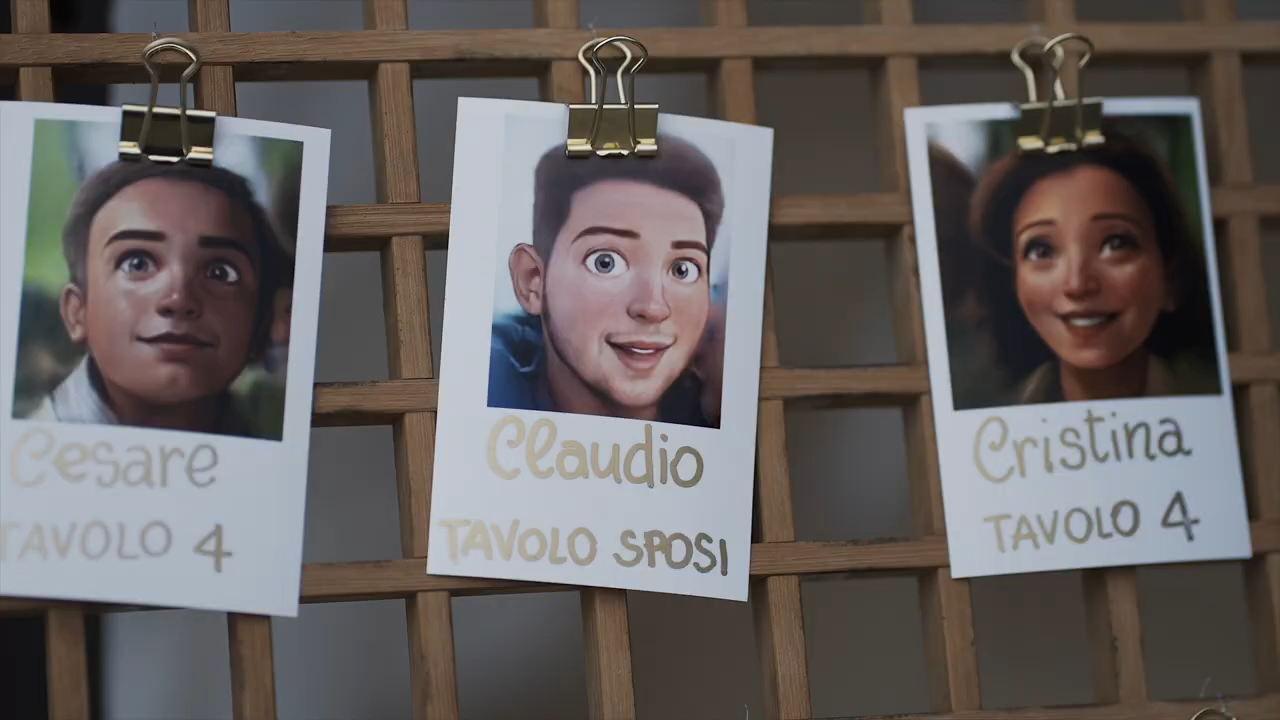 Cesare
TAVOLO 4
Claudio
TAVOLO SPOSI
Cristina
TAVOLO 4